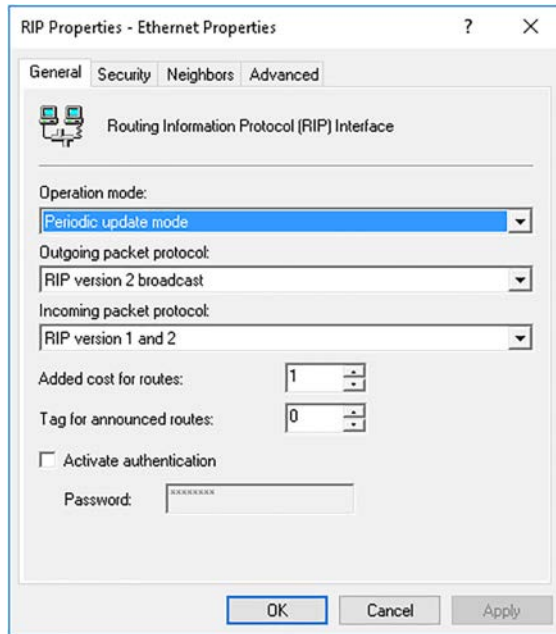 RIP Properties - Ethernet Properties ? ×
General Security Neighbors Advanced
Routing Information Protocol (RIP) Interface
Operation mode:
Periodic update mode
Outgoing packet protocol:
RIP version 2 broadcast
Incoming packet protocol:
RIP version 1 and 2
Added cost for routes: 1
Tag for announced routes: 0
Activate authentication
Password: xxxxxxxx
OK Cancel Apply